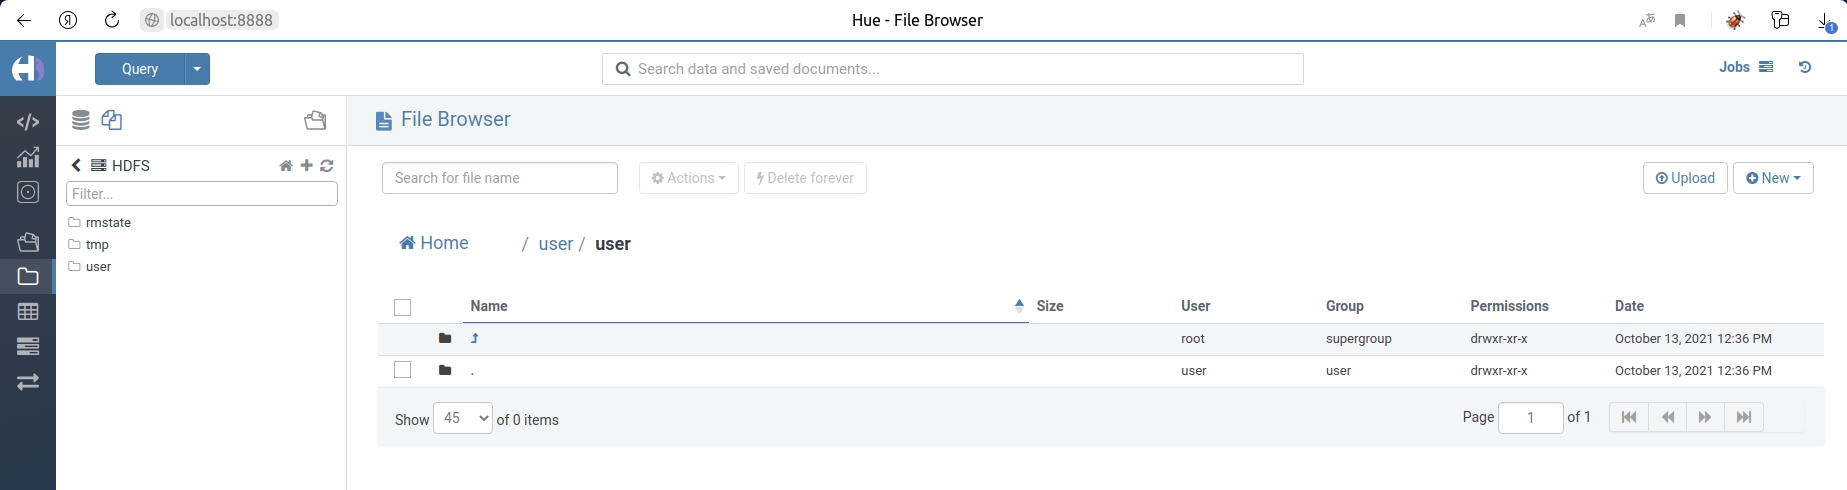 localhost:8888
Hue - File Browser
1
Query
Search data and saved documents...
Jobs
File Browser
HDFS
Filter...
rmstate
tmp
user
Search for file name
Actions
Delete forever
Upload
New
Home / user / user
Name Size User Group Permissions Date
root supergroup drwxr-xr-x October 13, 2021 12:36 PM
. user user drwxr-xr-x October 13, 2021 12:36 PM
Show 45 of 0 items
Page 1 of 1